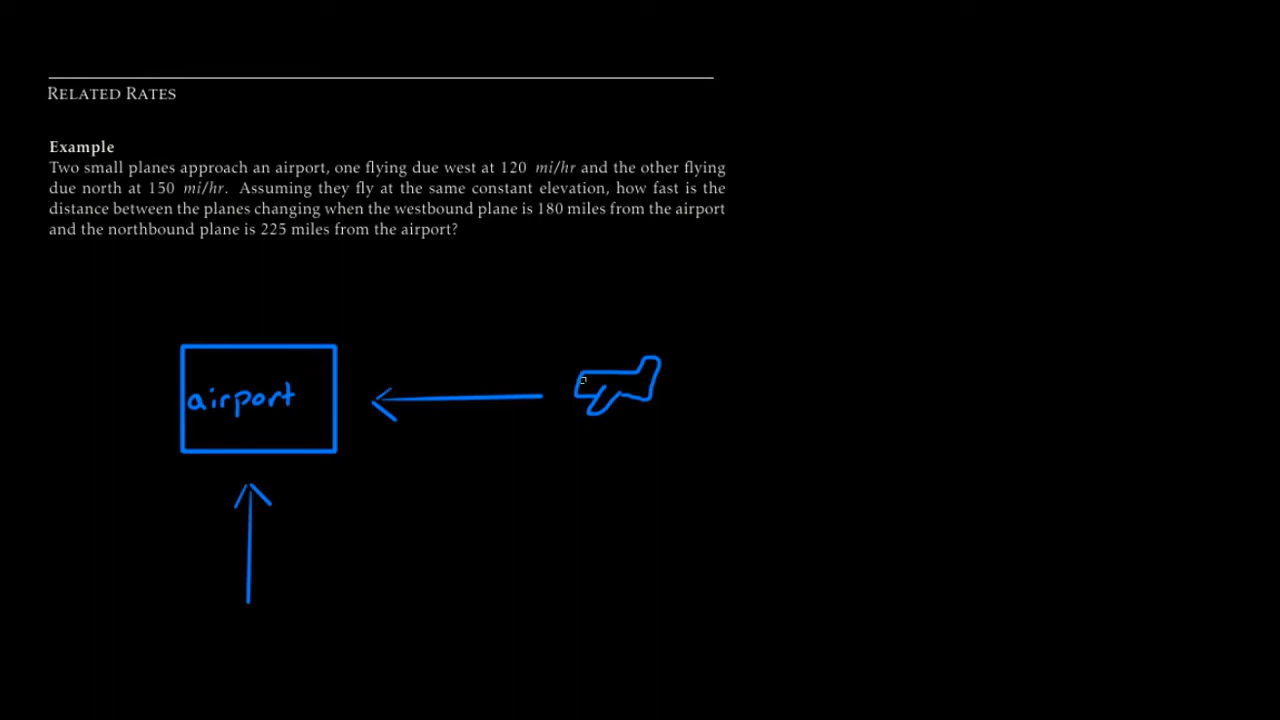 RELATED RATES
Example
Two small planes approach an airport, one flying due west at 120 mi/hr and the other flying
due north at 150 mi/hr. Assuming they fly at the same constant elevation, how fast is the
distance between the planes changing when the westbound plane is 180 miles from the airport
and the northbound plane is 225 miles from the airport?
airport